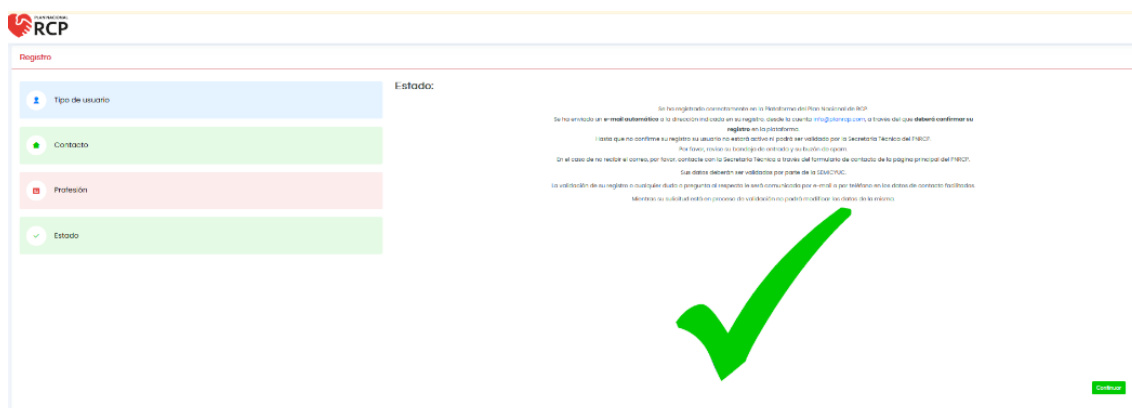 PLAN NACIONAL
RCP
Registro
Tipo de usuario
Contacto
Profesión
Estado
Estado:
Se ha registrado correctamente en la Plataforma del Plan Nacional de RCP.
Se ha enviado un e-mail automático a la dirección indicada en su registro, desde la cuenta info@planrcp.com, a través del que deberá confirmar su
registro en la plataforma.
Hasta que no confirme su registro su usuario no estará activo ni podrá ser validado por la Secretaría Técnica del PNRCP.
Por favor, revise su bandeja de entrada y su buzón de spam.
En el caso de no recibir el correo, por favor, contacte con la Secretaría Técnica a través del formulario de contacto de la página principal del PNRCP.
Sus datos deberán ser validados por parte de la SEMICYUC.
La validación de su registro o cualquier duda o pregunta al respecto le será comunicada por e-mail o por teléfono en los datos de contacto facilitados.
Mientras su solicitud está en proceso de validación no podrá modificar los datos de la misma.
Continuar